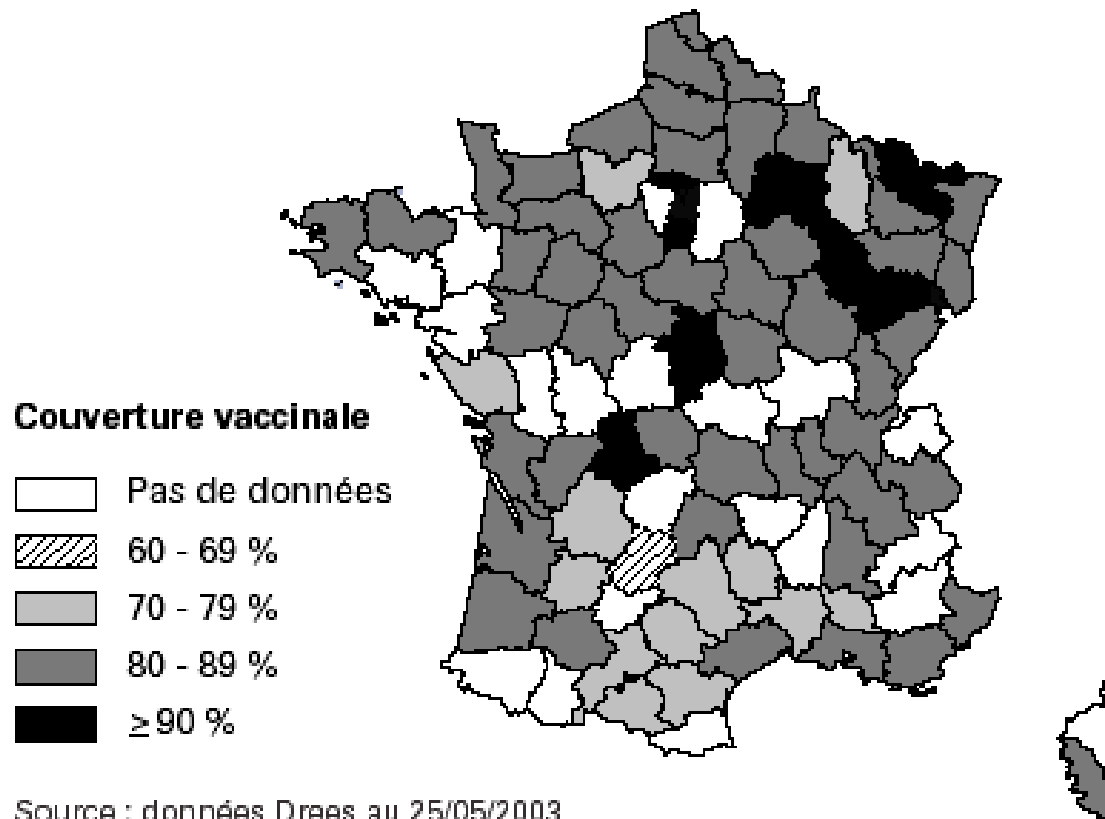 Couverture vaccinale
Pas de données
60 - 69 %
70 - 79 %
80 - 89 %
≥ 90 %
Source : données Drees au 25/05/2003